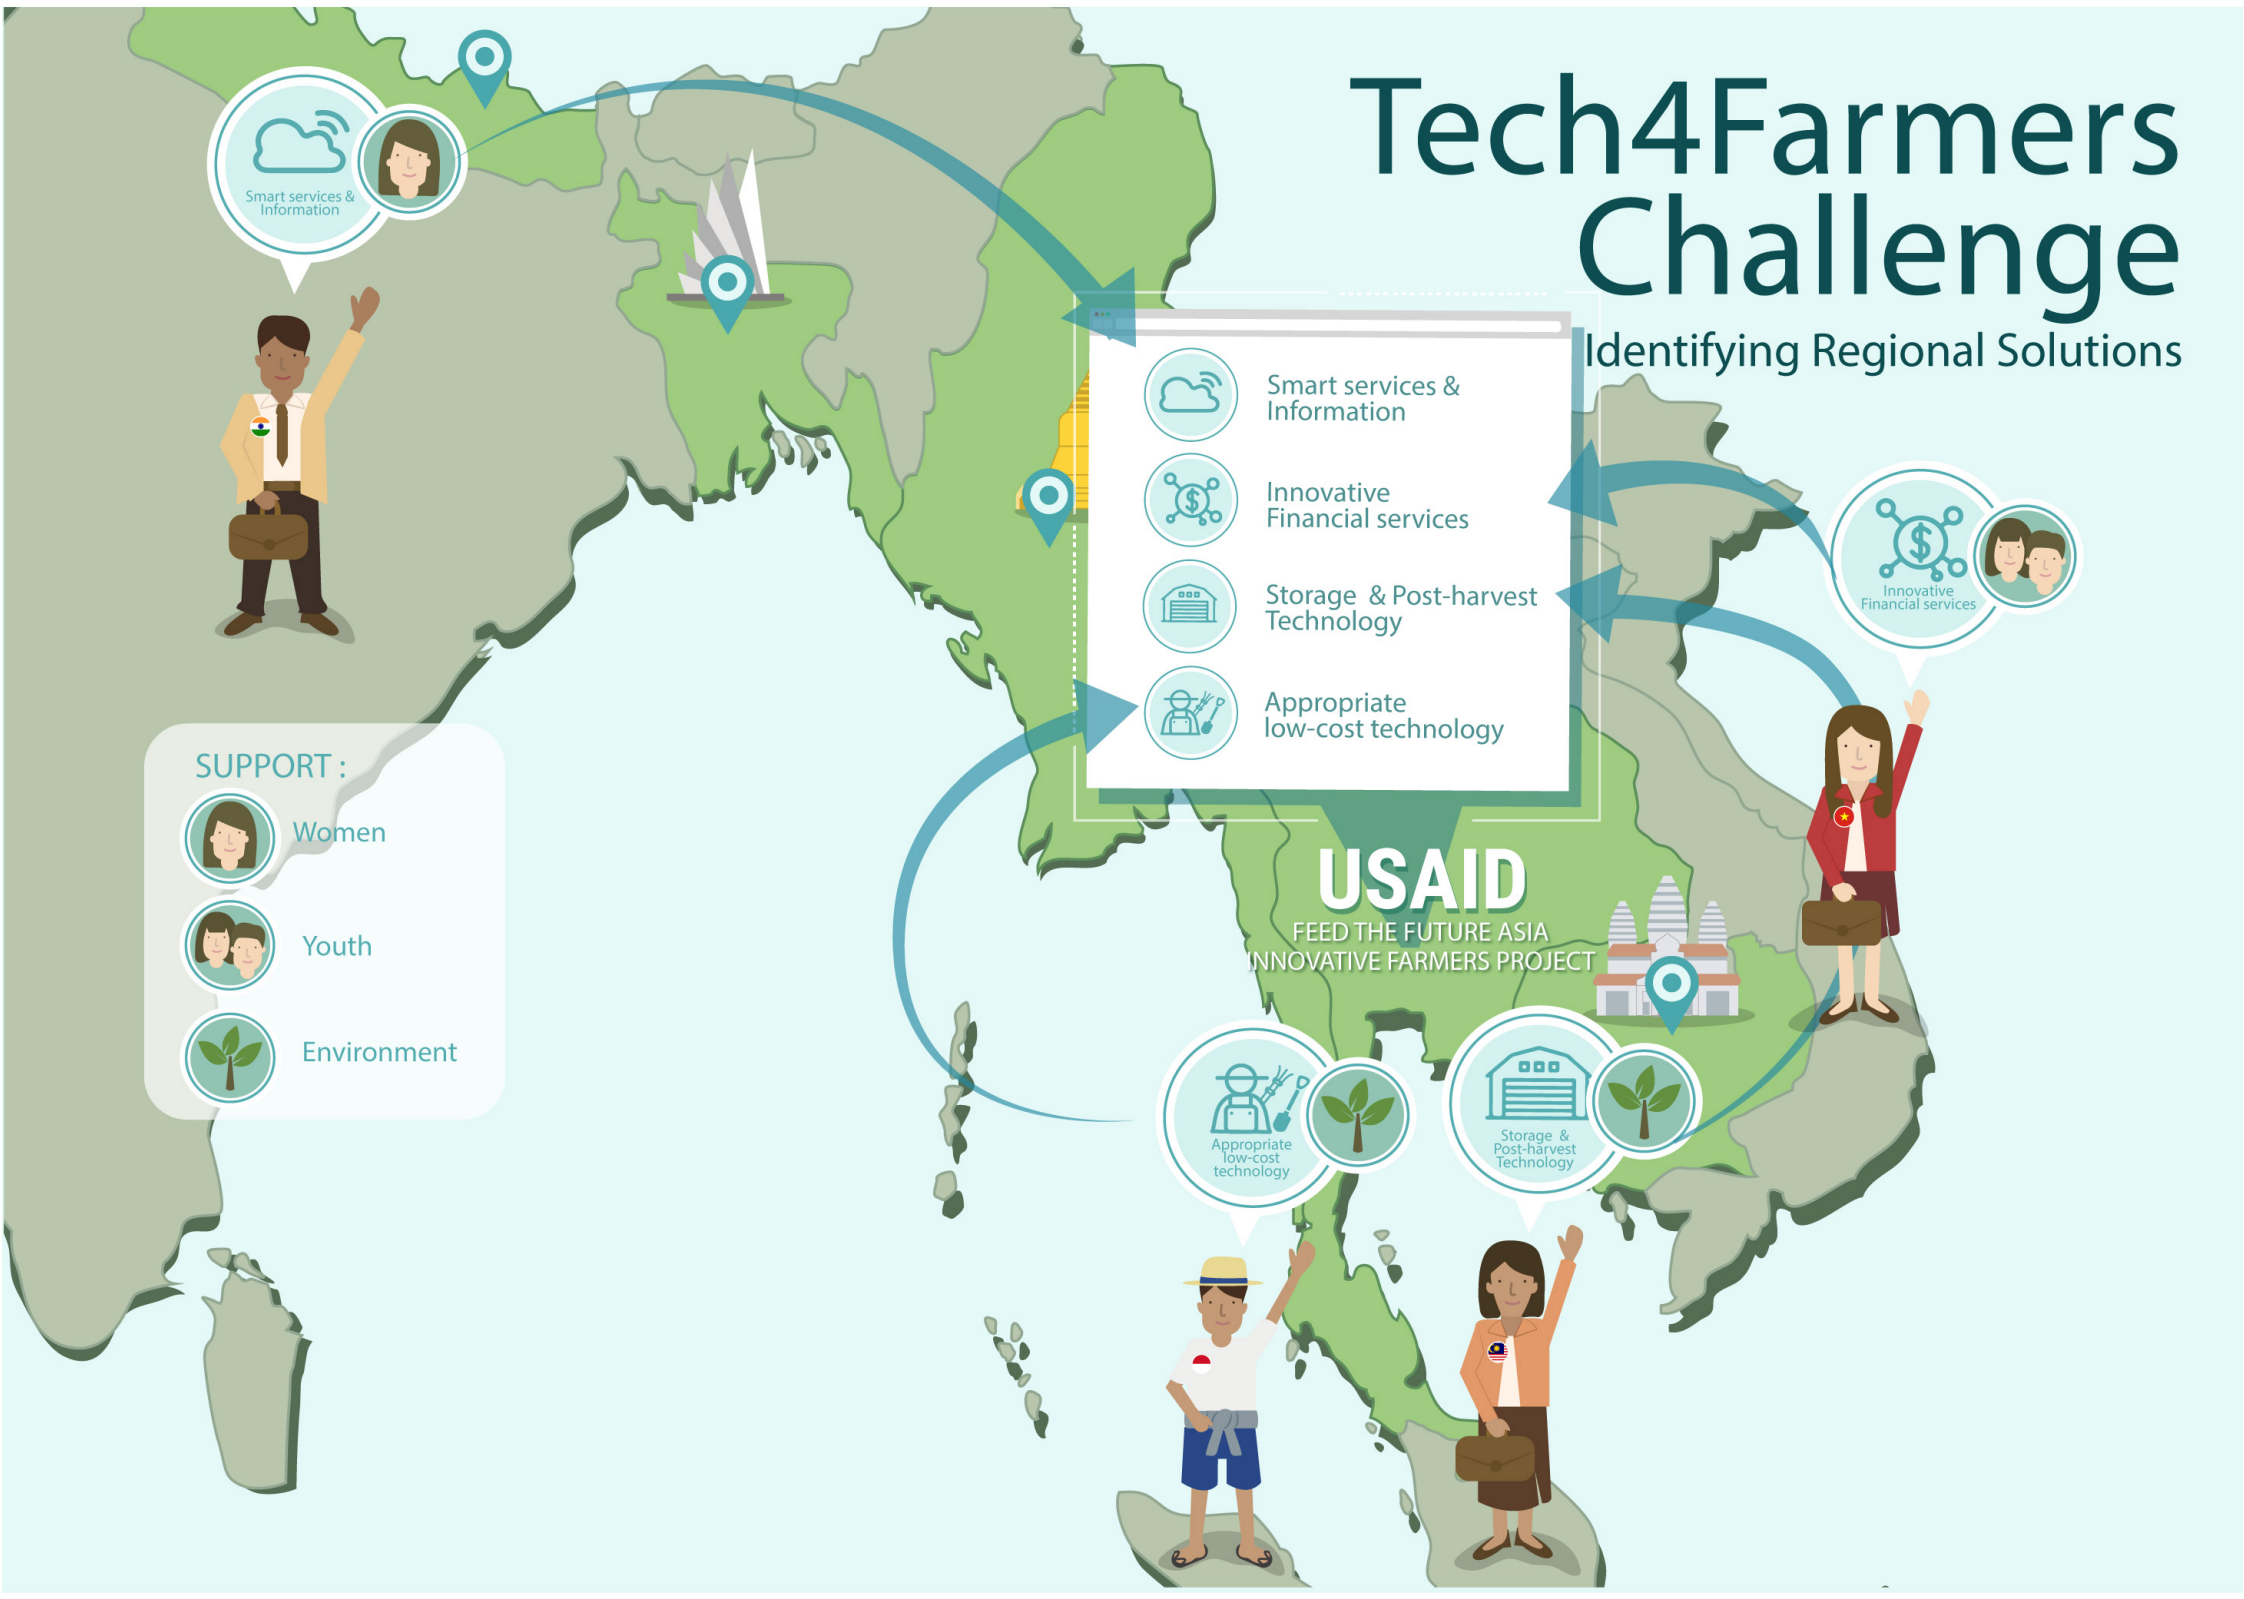 Tech4Farmers
Challenge
Identifying Regional Solutions
Smart services &
Information
Smart services &
Information
Innovative
Financial services
Storage & Post-harvest
Technology
Appropriate
low-cost technology
Innovative
Financial services
SUPPORT :
Women
Youth
Environment
USAID
FEED THE FUTURE ASIA
INNOVATIVE FARMERS PROJECT
Appropriate
low-cost
technology
Storage &
Post-harvest
Technology